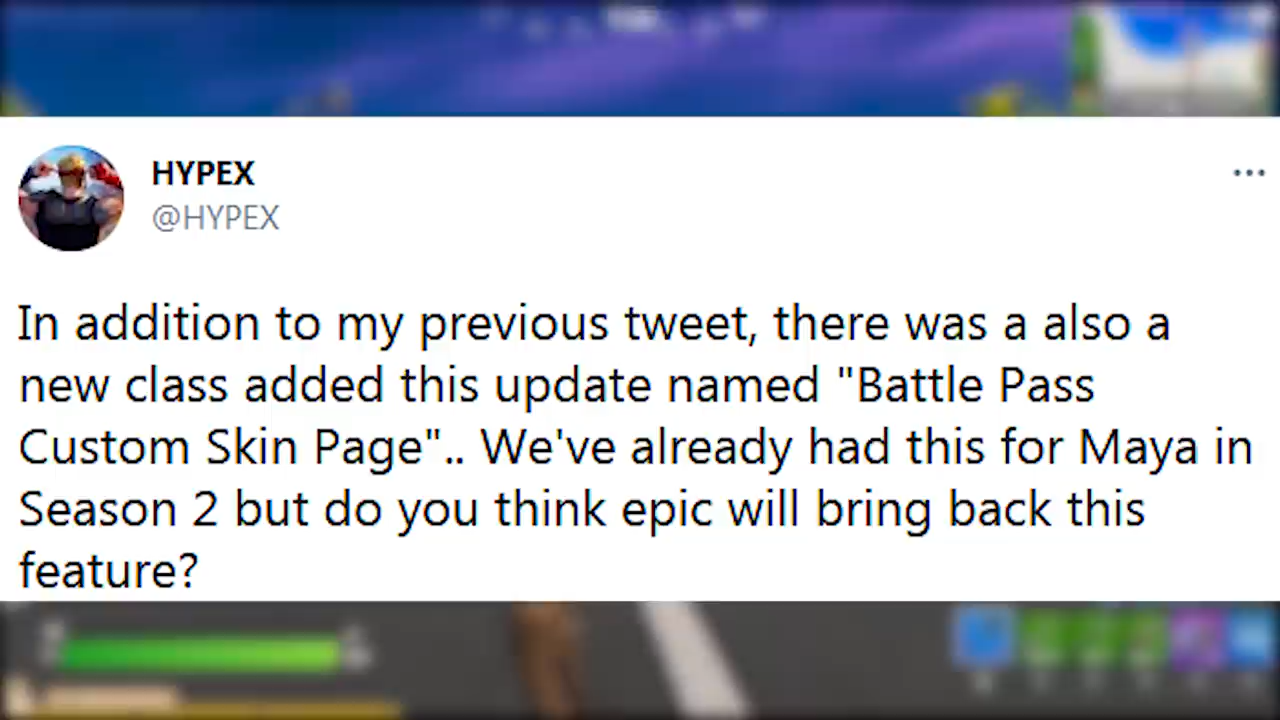 HYPEX
@HYPEX
In addition to my previous tweet, there was a also a
new class added this update named "Battle Pass
Custom Skin Page".. We've already had this for Maya in
Season 2 but do you think epic will bring back this
feature?